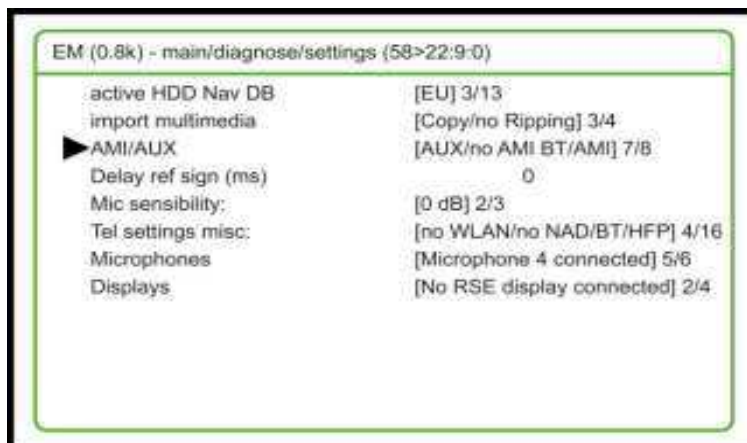 EM (0.8k) - main/diagnose/settings (58>22:9:0)
active HDD Nav DB [EU] 3/13
import multimedia [Copy/no Ripping] 3/4
AMI/AUX [AUX/no AMI BT/AMI] 7/8
Delay ref sign (ms) 0
Mic sensibility: [0 dB] 2/3
Tel settings misc: [no WLAN/no NAD/BT/HFP] 4/16
Microphones [Microphone 4 connected] 5/6
Displays [No RSE display connected] 2/4